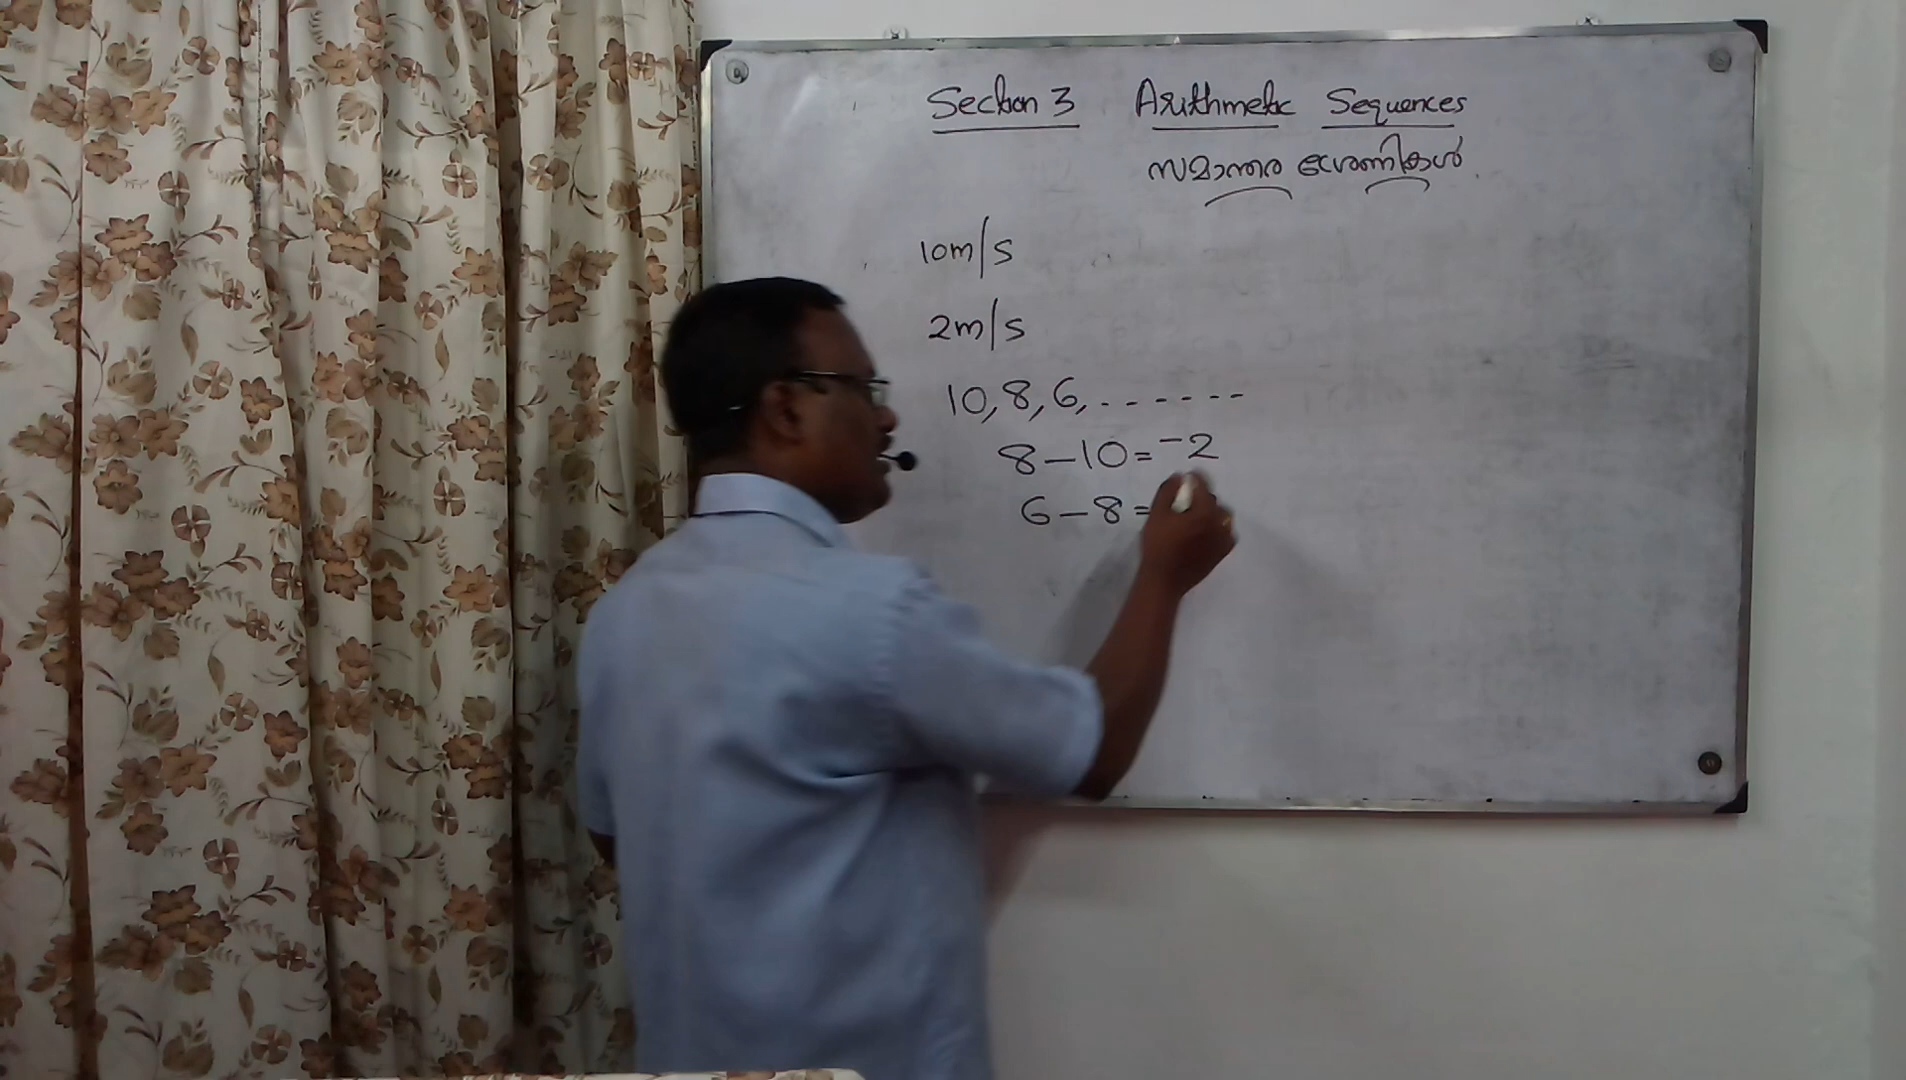 Section 3 Arithmetic Sequences
സമാന്തര ശ്രേണികൾ
10m/s
2m/s
10, 8, 6, .------
8-10=⁻2
6-8=